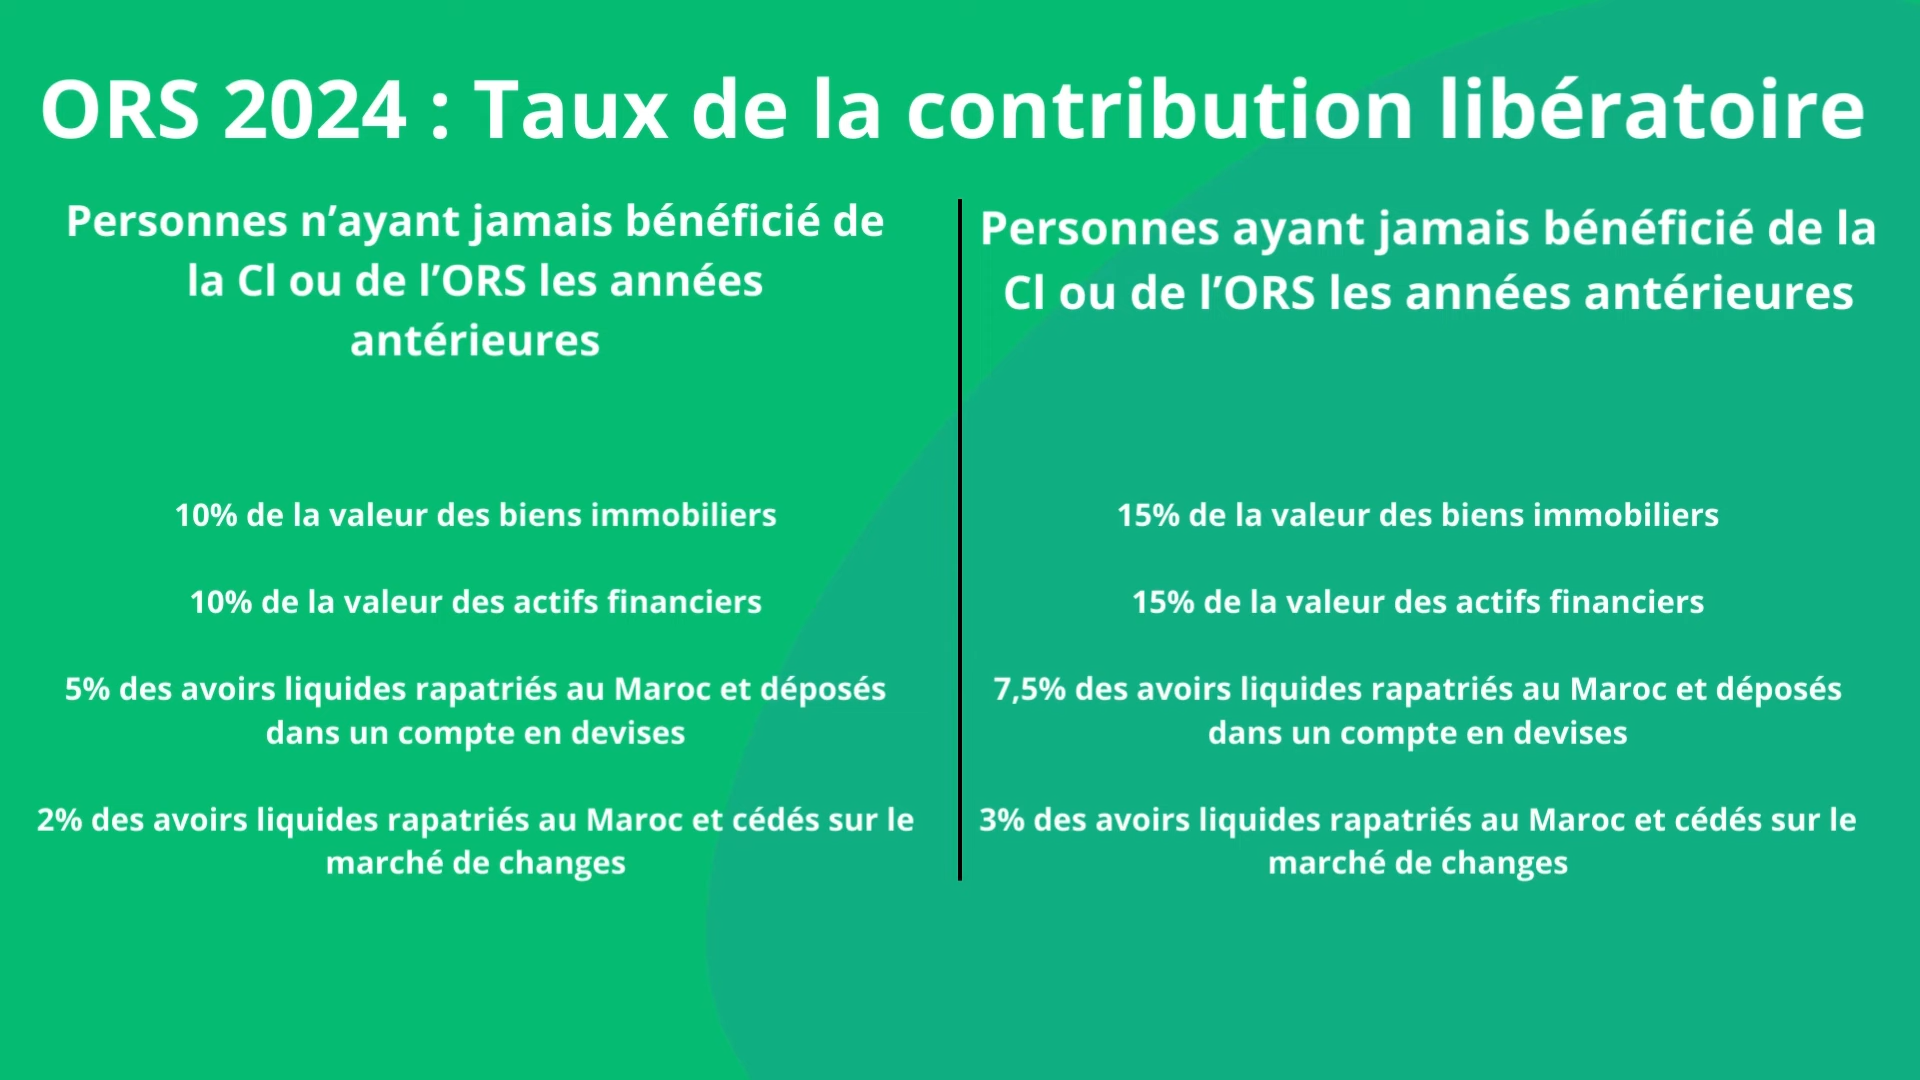 ORS 2024 : Taux de la contribution libératoire
Personnes n’ayant jamais bénéficié de
la Cl ou de l’ORS les années
antérieures
10% de la valeur des biens immobiliers
10% de la valeur des actifs financiers
5% des avoirs liquides rapatriés au Maroc et déposés
dans un compte en devises
2% des avoirs liquides rapatriés au Maroc et cédés sur le
marché de changes
Personnes ayant jamais bénéficié de la
Cl ou de l’ORS les années antérieures
15% de la valeur des biens immobiliers
15% de la valeur des actifs financiers
7,5% des avoirs liquides rapatriés au Maroc et déposés
dans un compte en devises
3% des avoirs liquides rapatriés au Maroc et cédés sur le
marché de changes